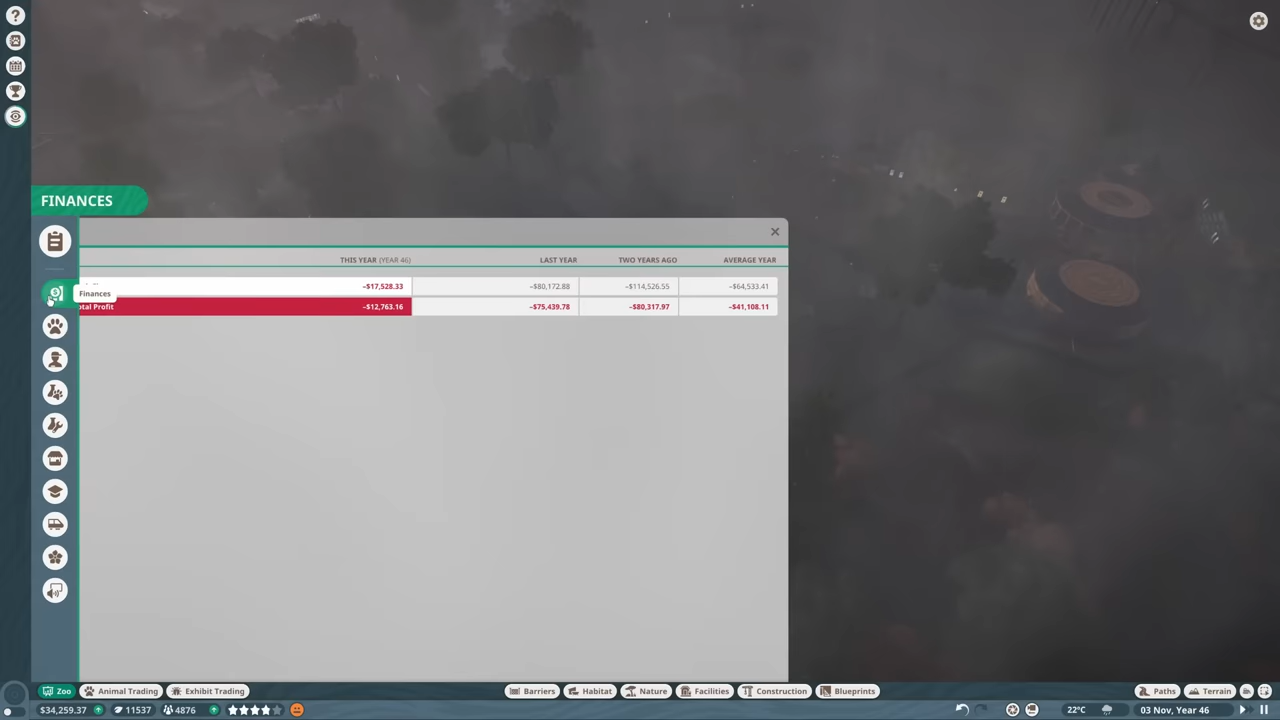 FINANCES
THIS YEAR (YEAR 46) LAST YEAR TWO YEARS AGO AVERAGE YEAR
Finances
–$17,528.33 –$80,172.88 –$114,526.55 –$64,533.41
otal Profit –$12,763.16 –$75,439.78 –$80,317.97 –$41,108.11
Zoo Animal Trading Exhibit Trading Barriers Habitat Nature Facilities Construction Blueprints Paths Terrain
$34,259.37 11537 4876 22°C 03 Nov, Year 46